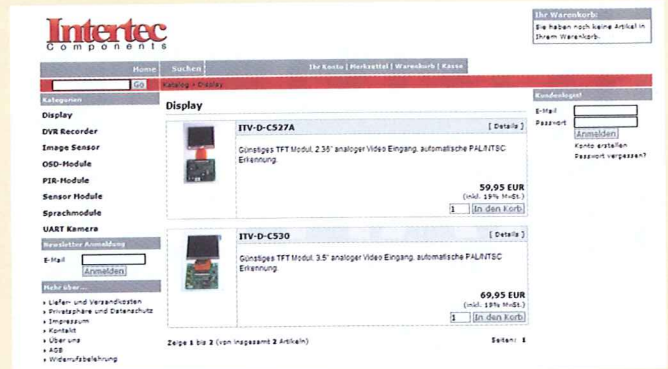 Intertec
Components
Ihr Warenkorb:
Sie haben noch keine Artikel in
Ihrem Warenkorb.
Home Suchen Ihr Konto | Merkzettel | Warenkorb | Kasse
Go Katalog » Display
Kategorien
Display
DVR Recorder
Image Sensor
OSD-Module
PIR-Module
Sensor Module
Sprachmodule
UART Kamera
Newsletter Anmeldung
E-Mail
Anmelden
Mehr über...
Liefer- und Versandkosten
Privatsphäre und Datenschutz
Impressum
Kontakt
Über uns
AGB
Widerrufsbelehrung
Display
ITV-D-C527A [ Details ]
Günstiges TFT Modul, 2.35" analoger Video Eingang, automatische PAL/NTSC
Erkennung.
59,95 EUR
(inkl. 19% MwSt.)
1 In den Korb
ITV-D-C530 [ Details ]
Günstiges TFT Modul, 3.5" analoger Video Eingang, automatische PAL/NTSC
Erkennung.
69,95 EUR
(inkl. 19% MwSt.)
1 In den Korb
Zeige 1 bis 2 (von insgesamt 2 Artikeln) Seiten: 1
Kundenlogin!
E-Mail
Passwort
Anmelden
Konto erstellen
Passwort vergessen?